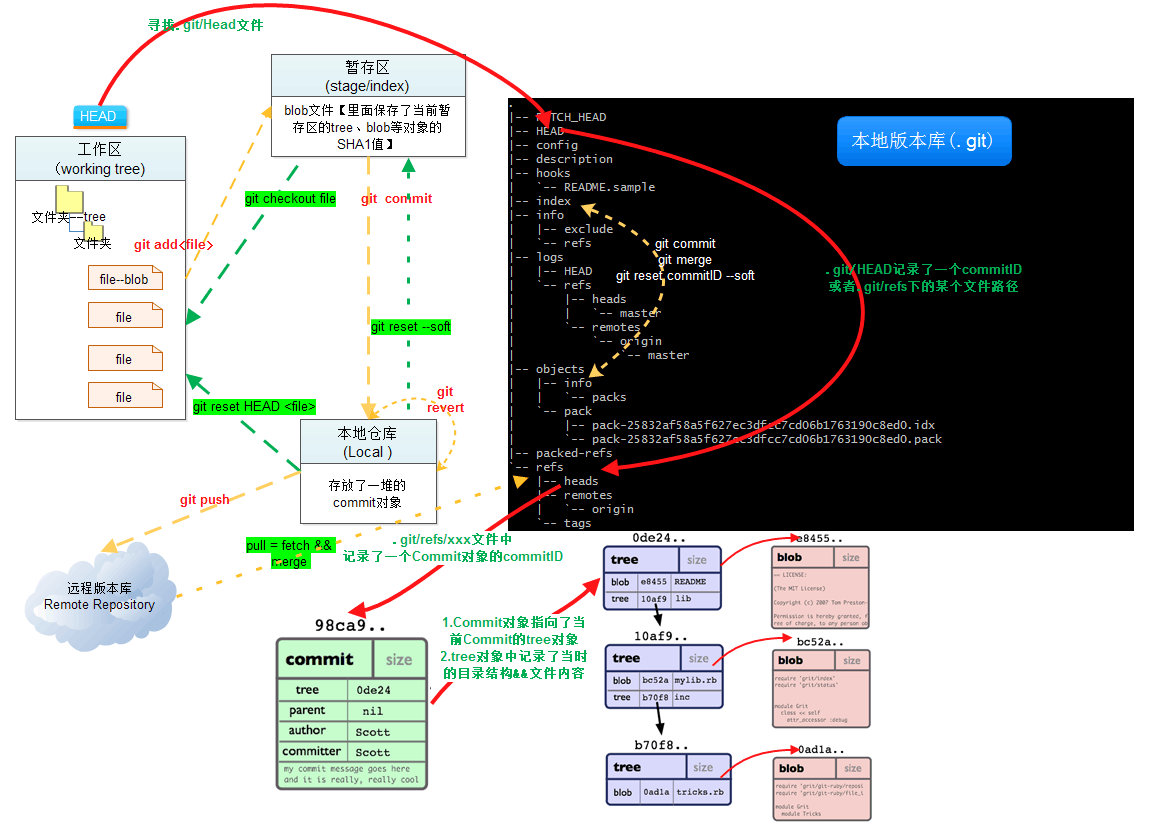 寻找. git/Head文件
HEAD
工作区
(working tree)
文件夹--tree
文件夹
file--blob
file
file
file
暂存区
(stage/index)
blob文件【里面保存了当前暂
存区的tree、blob等对象的
SHA1值】
git add<file>
git checkout file
git commit
git reset --soft
git reset HEAD <file>
git
revert
本地仓库
(Local )
存放了一堆的
commit对象
git push
pull = fetch &&
merge
远程版本库
Remote Repository
本地版本库(. git)
.
|-- FETCH_HEAD
|-- HEAD
|-- config
|-- description
|-- hooks
|   `-- README.sample
|-- index
|-- info
|   |-- exclude
|   `-- refs
|-- logs
|   |-- HEAD
|   `-- refs
|       |-- heads
|       |   `-- master
|       `-- remotes
|           `-- origin
|               `-- master
|-- objects
|   |-- info
|   |   `-- packs
|   `-- pack
|       |-- pack-25832af58a5f627ec3dfcc7cd06b1763190c8ed0.idx
|       `-- pack-25832af58a5f627ec3dfcc7cd06b1763190c8ed0.pack
|-- packed-refs
`-- refs
    |-- heads
    |-- remotes
    |   `-- origin
    `-- tags
git commit
git merge
git reset commitID --soft
. git/HEAD记录了一个commitID
或者. git/refs下的某个文件路径
. git/refs/xxx文件中
记录了一个Commit对象的commitID
98ca9..
commit size
tree 0de24
parent nil
author Scott
committer Scott
my commit message goes here
and it is really, really cool
1.Commit对象指向了当
前Commit的tree对象
2.tree对象中记录了当时
的目录结构&&文件内容
0de24..
tree size
blob e8455 README
tree 10af9 lib
e8455..
blob size
== LICENSE:
(The MIT License)
Copyright (c) 2007 Tom Preston-
Permission is hereby granted, f
ree of charge, to any person ob
10af9..
tree size
blob bc52a mylib.rb
tree b70f8 inc
bc52a..
blob size
require 'grit/index'
require 'grit/status'
module Grit
class << self
attr_accessor :debug
b70f8..
tree size
blob 0ad1a tricks.rb
0ad1a..
blob size
require 'grit/git-ruby/reposi
require 'grit/git-ruby/file_i
module Grit
module Tricks